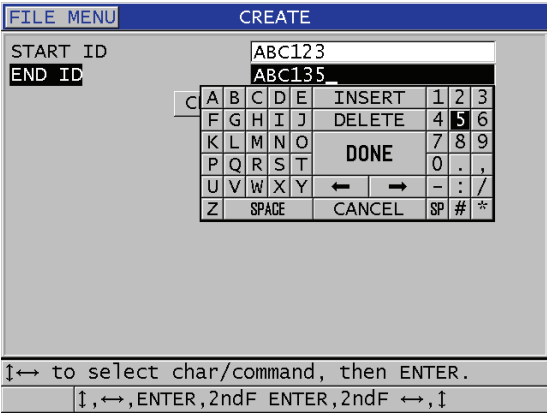 FILE MENU CREATE
START ID ABC123
END ID ABC135_
A B C D E INSERT 1 2 3
F G H I J DELETE 4 5 6
K L M N O DONE 7 8 9
P Q R S T 0 . ,
U V W X Y ← → - : /
Z SPACE CANCEL SP # *
↕↔ to select char/command, then ENTER.
↕,↔,ENTER,2ndF ENTER,2ndF ↔,↕